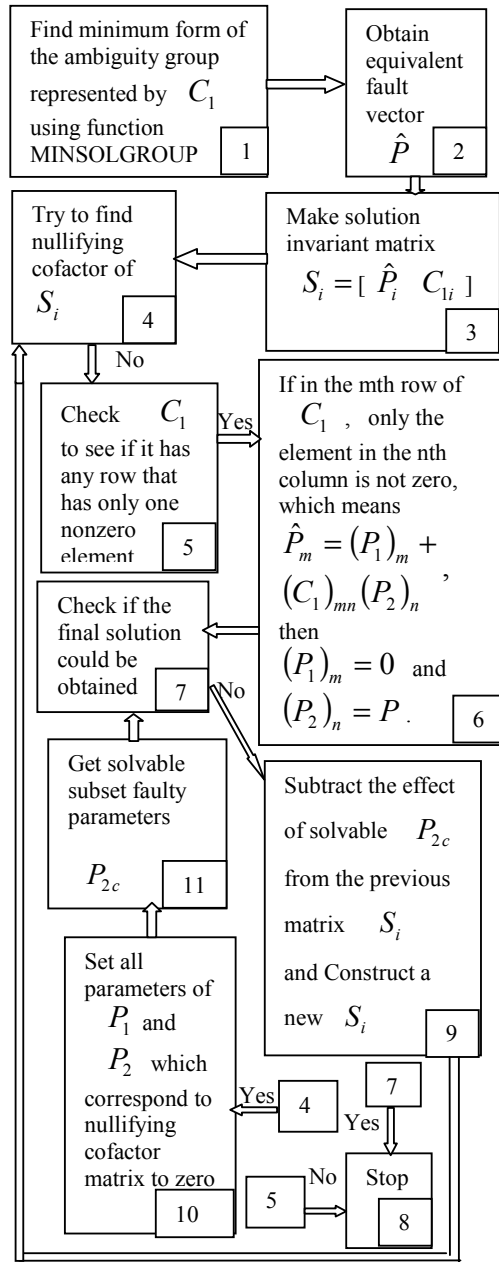 Find minimum form of
the ambiguity group
represented by C₁
using function
MINSOLGROUP
1
Obtain
equivalent
fault
vector
P̂
2
Make solution
invariant matrix
Sᵢ = [ P̂ᵢ C₁ᵢ ]
3
Try to find
nullifying
cofactor of
Sᵢ
4
No
Check C₁
to see if it has
any row that
has only one
nonzero
element
5
Yes
If in the mth row of
C₁ , only the
element in the nth
column is not zero,
which means
P̂ₘ = (P₁)ₘ +
(C₁)ₘₙ (P₂)ₙ ,
then
(P₁)ₘ = 0 and
(P₂)ₙ = P .
6
Check if the
final solution
could be
obtained
7
No
Get solvable
subset faulty
parameters
P₂c
11
Subtract the effect
of solvable P₂c
from the previous
matrix Sᵢ
and Construct a
new Sᵢ
9
Set all
parameters of
P₁ and
P₂ which
correspond to
nullifying
cofactor
matrix to zero
10
Yes
4
7
Yes
5
No
Stop
8